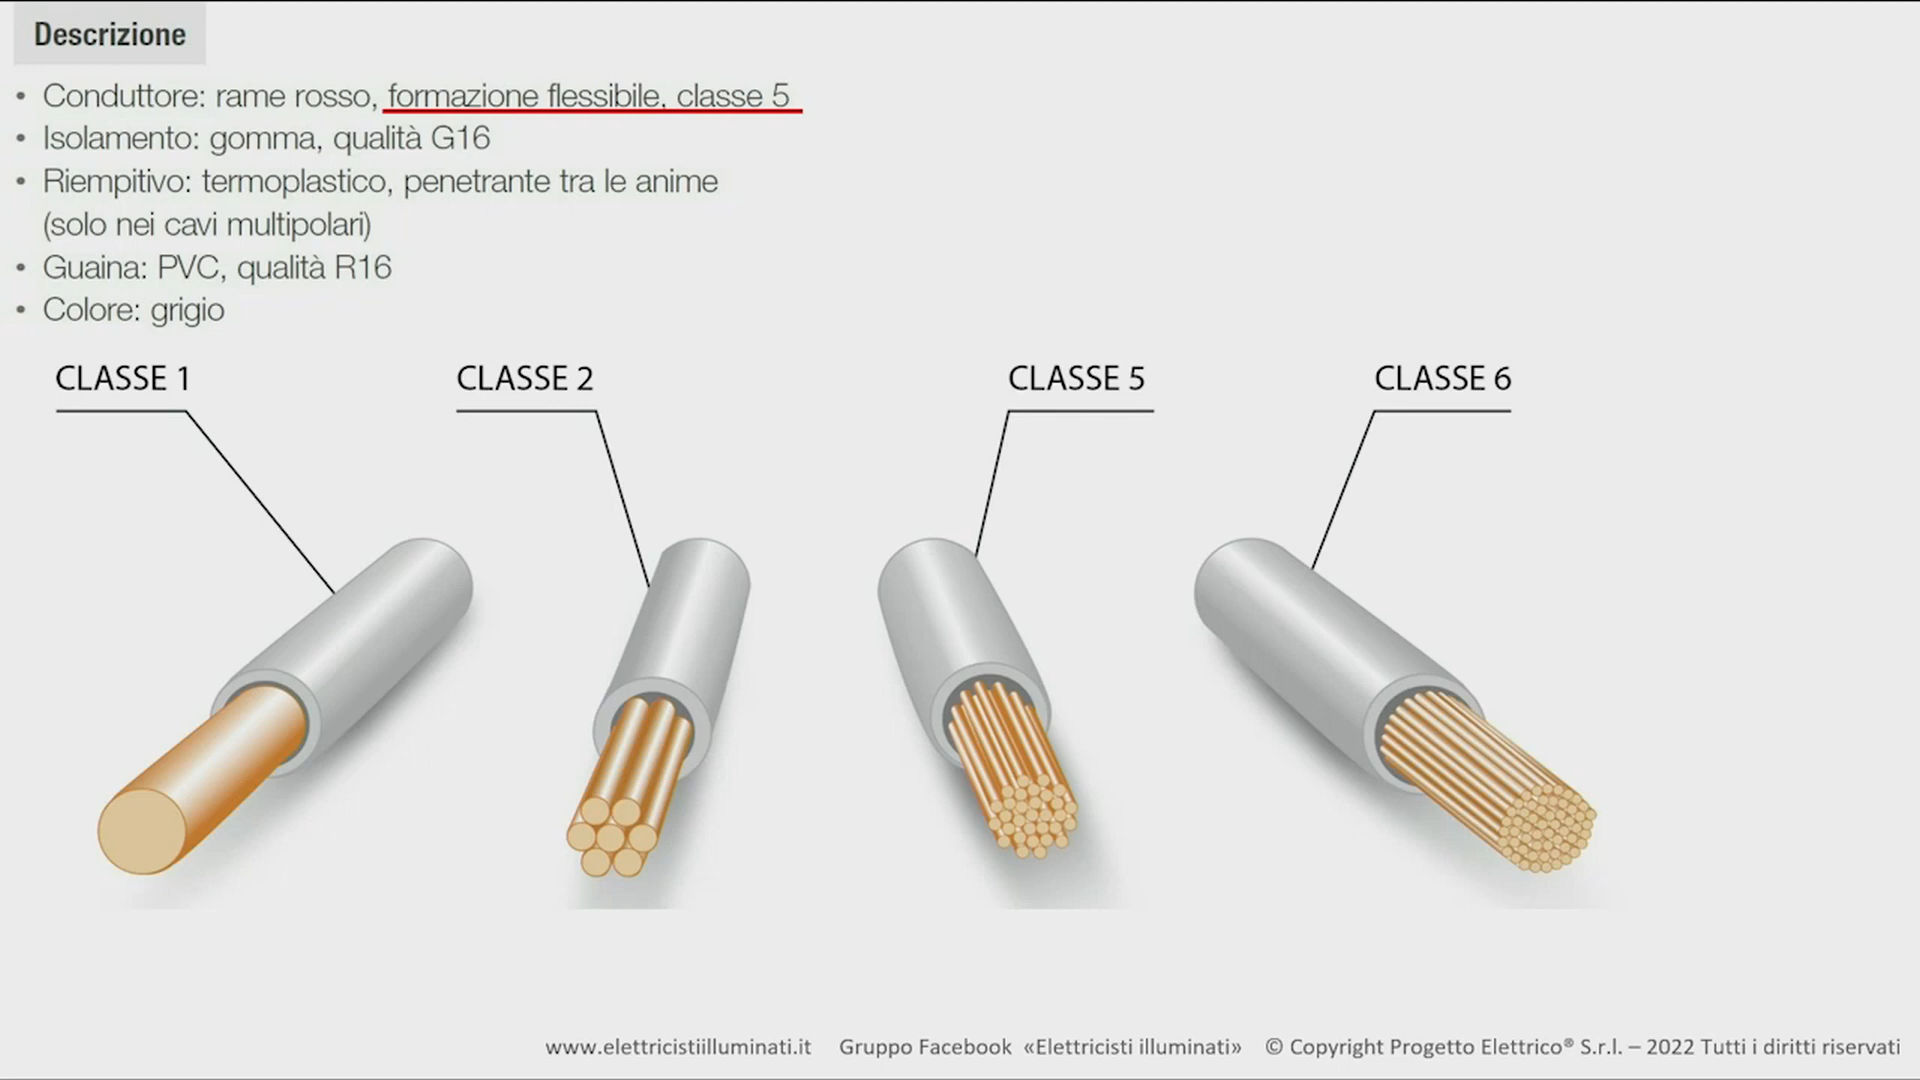 Descrizione
• Conduttore: rame rosso, formazione flessibile, classe 5
• Isolamento: gomma, qualità G16
• Riempitivo: termoplastico, penetrante tra le anime
(solo nei cavi multipolari)
• Guaina: PVC, qualità R16
• Colore: grigio
CLASSE 1 CLASSE 2 CLASSE 5 CLASSE 6
www.elettricistiilluminati.it Gruppo Facebook «Elettricisti illuminati» © Copyright Progetto Elettrico® S.r.l. – 2022 Tutti i diritti riservati